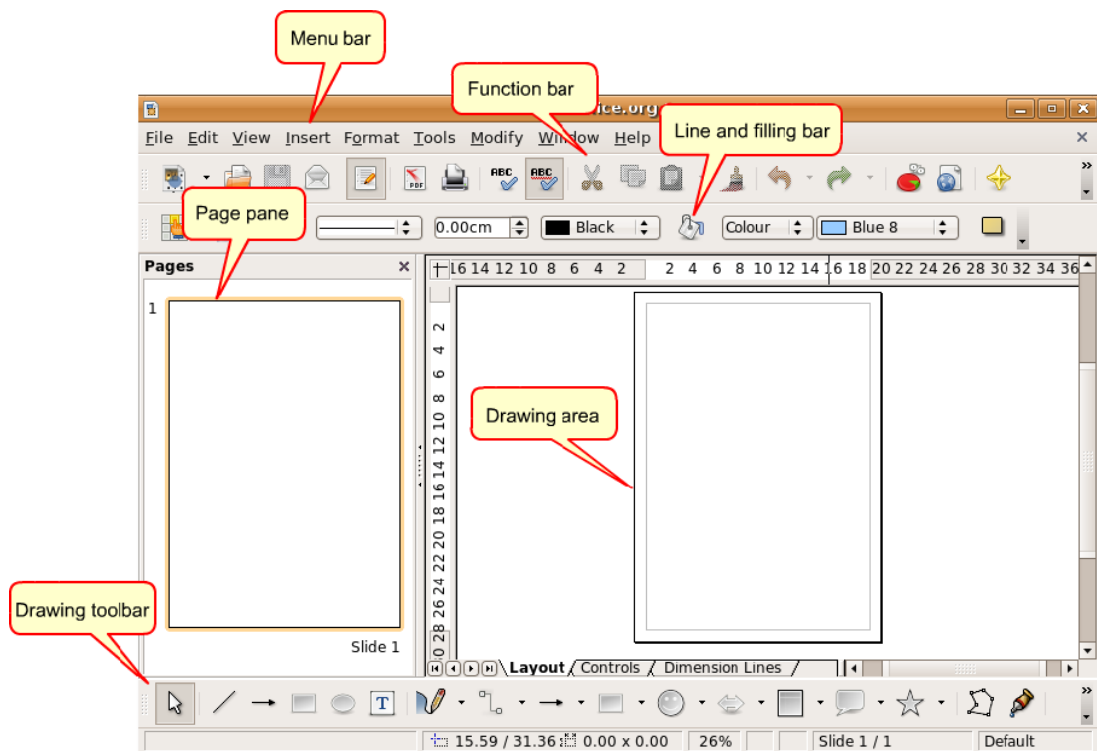 Menu bar
Function bar
ice.org
File Edit View Insert Format Tools Modify Window Help
Line and filling bar
ABC ABC
PDF
Page pane
0.00cm Black Colour Blue 8
Pages
16 14 12 10 8 6 4 2 2 4 6 8 10 12 14 16 18 20 22 24 26 28 30 32 34 36
1
2
4
6
8
10
12
14
16
18
20
22
24
26
28
Drawing area
Drawing toolbar
Slide 1
Layout Controls Dimension Lines
T
15.59 / 31.36 0.00 x 0.00 26% Slide 1 / 1 Default